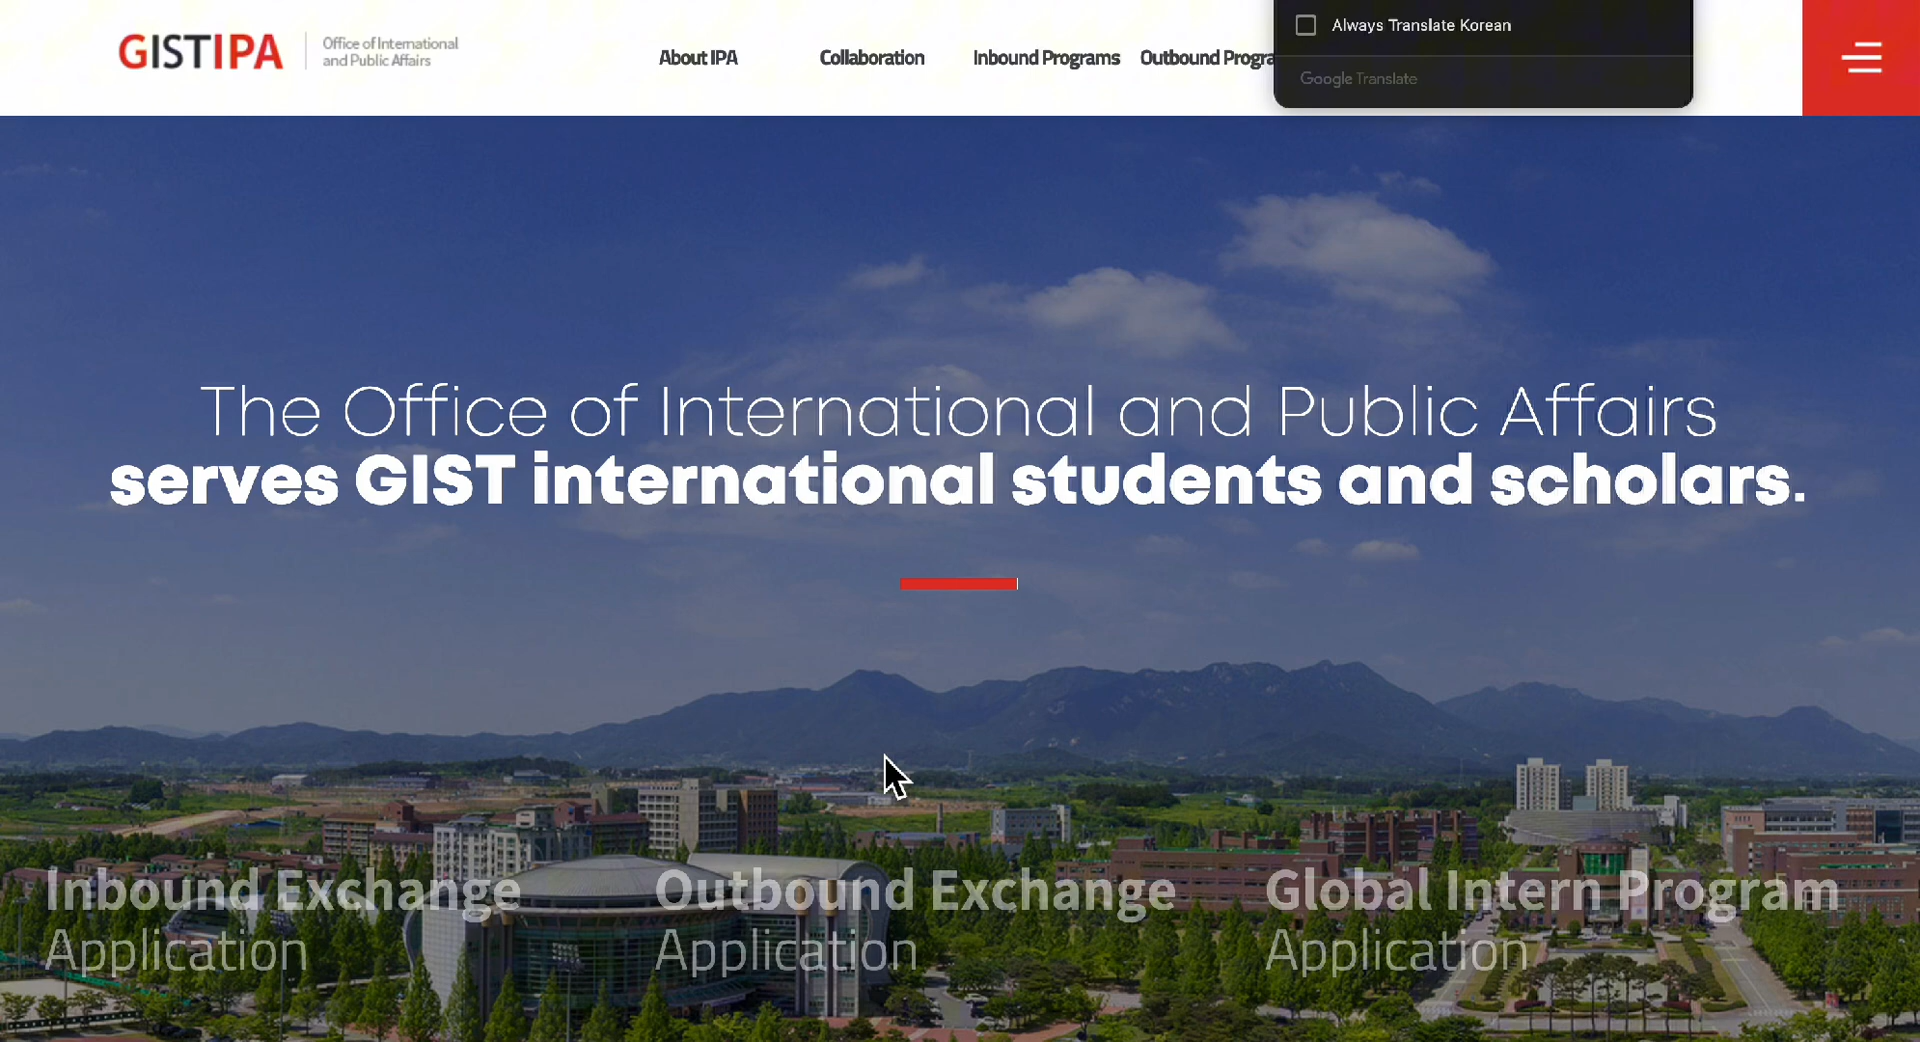 GISTIPA
Office of International
and Public Affairs
About IPA
Collaboration
Inbound Programs
Outbound Progra
Always Translate Korean
Google Translate
The Office of International and Public Affairs
serves GIST international students and scholars.
Inbound Exchange
Application
Outbound Exchange
Application
Global Intern Program
Application